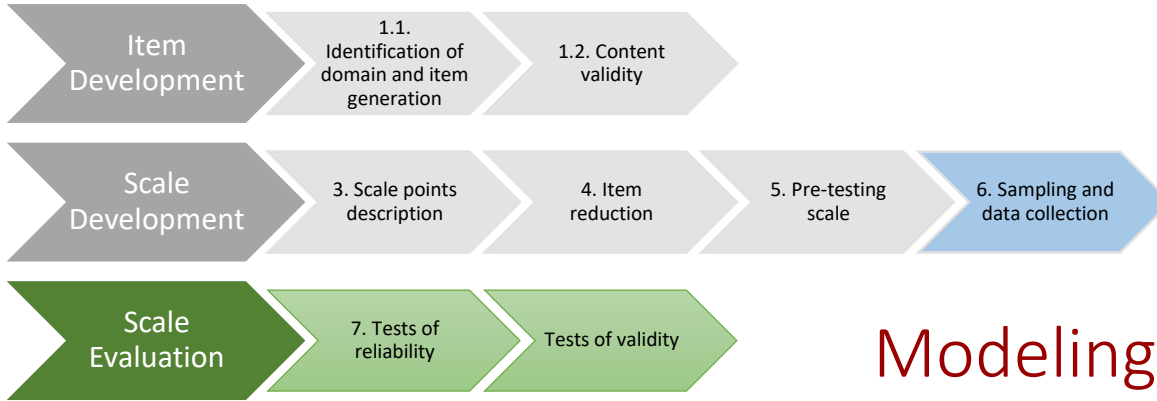 Item
Development
1.1.
Identification of
domain and item
generation
1.2. Content
validity
Scale
Development
3. Scale points
description
4. Item
reduction
5. Pre-testing
scale
6. Sampling and
data collection
Scale
Evaluation
7. Tests of
reliability
Tests of validity
Modeling